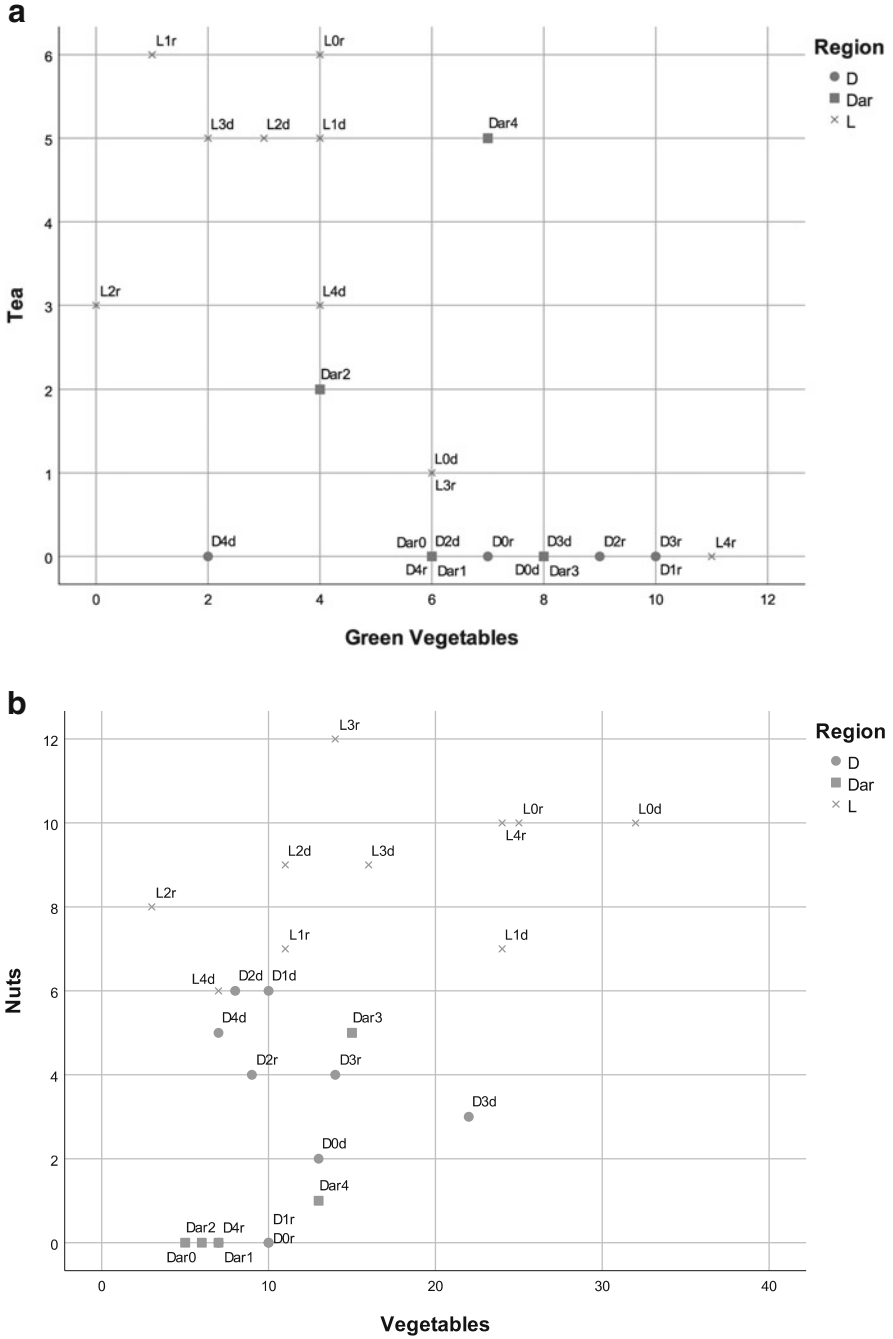 a
L1r L0r
Region
D
Dar
L
6
L3d L2d L1d Dar4
5
4
L2r L4d
3
Dar2
2
L0d
1
L3r
D4d Dar0 D2d D0r D3d D2r D3r L4r
0
D4r Dar1 D0d Dar3 D1r
0 2 4 6 8 10 12
Tea
Green Vegetables
b
L3r
Region
D
Dar
L
12
L0r L0d
10
L4r
L2d L3d
L2r
8
L1r L1d
L4d D2d D1d
6
D4d Dar3
D2r D3r
4
D3d
D0d
2
Dar4
D1r
Dar2 D4r
0
D0r
Dar0 Dar1
0 10 20 30 40
Nuts
Vegetables